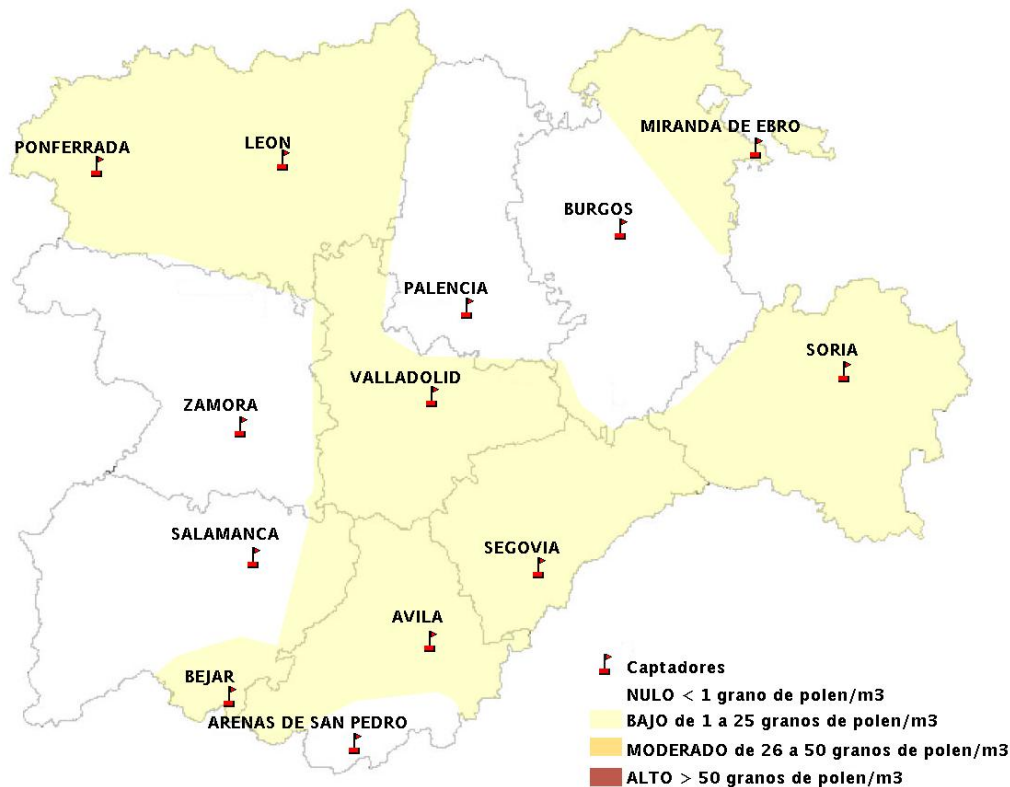 MIRANDA DE EBRO
PONFERRADA
LEON
BURGOS
PALENCIA
SORIA
VALLADOLID
ZAMORA
SALAMANCA
SEGOVIA
AVILA
BEJAR
ARENAS DE SAN PEDRO
Captadores
NULO < 1 grano de polen/m3
BAJO de 1 a 25 granos de polen/m3
MODERADO de 26 a 50 granos de polen/m3
ALTO > 50 granos de polen/m3